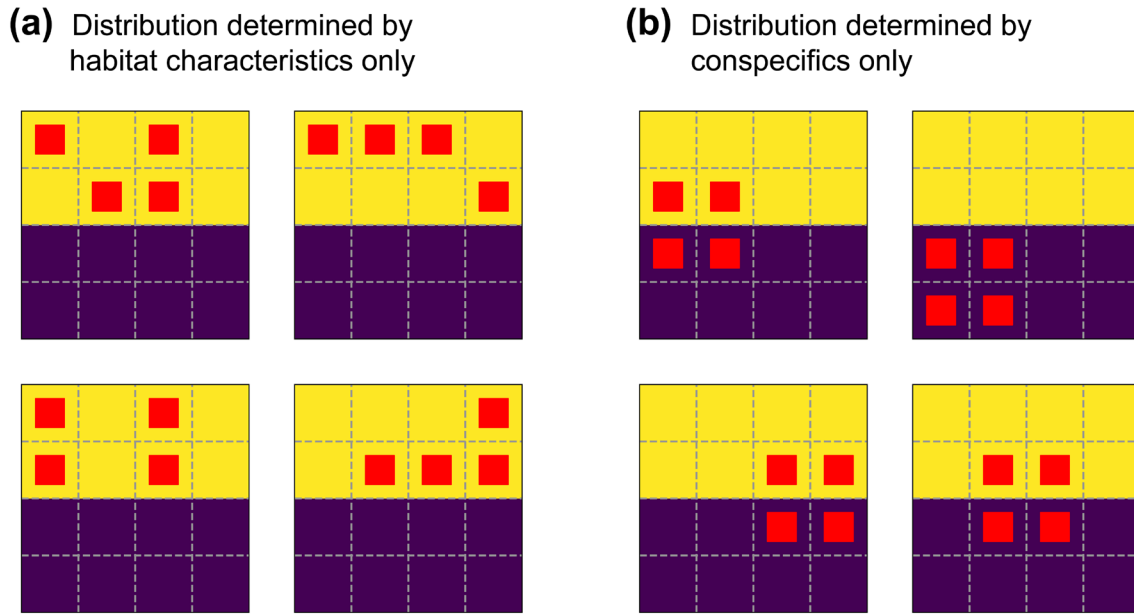 (a) Distribution determined by
habitat characteristics only
(b) Distribution determined by
conspecifics only